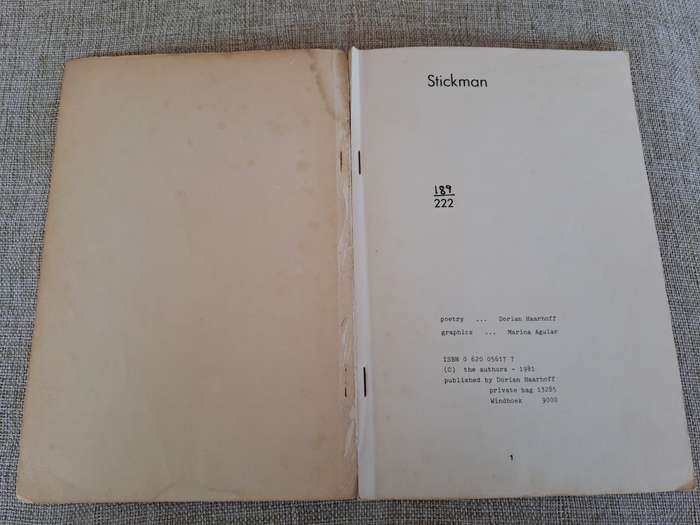 Stickman
189
222
poetry ... Dorian Haarhoff
graphics ... Marina Aguiar
ISBN 0 620 05617 7
(C) the authors - 1981
published by Dorian Haarhoff
private bag 13285
Windhoek 9000
1